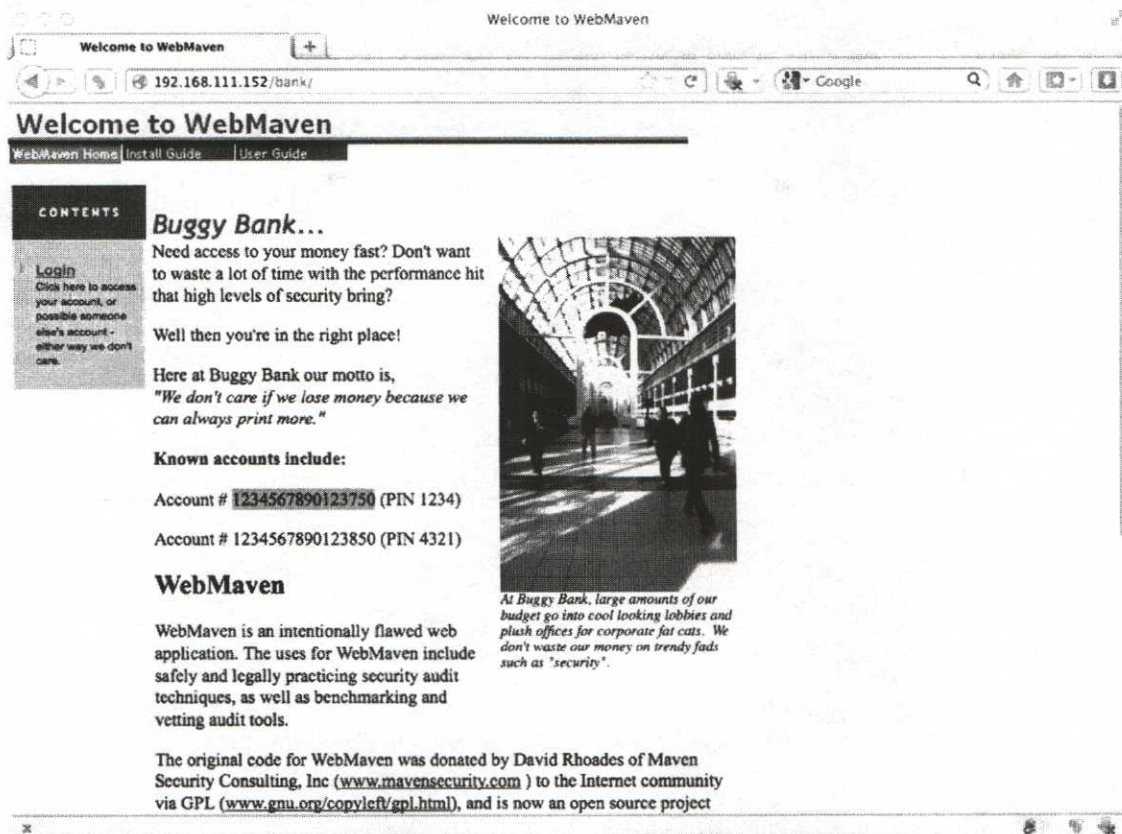 Welcome to WebMaven
Welcome to WebMaven
+
192.168.111.152/bank/
Google
Welcome to WebMaven
WebMaven Home
Install Guide
User Guide
CONTENTS
Login
Click here to access
your account, or
possible someone
else's account -
either way we don't
care.
Buggy Bank...
Need access to your money fast? Don't want
to waste a lot of time with the performance hit
that high levels of security bring?
Well then you're in the right place!
Here at Buggy Bank our motto is,
"We don't care if we lose money because we
can always print more."
Known accounts include:
Account # 1234567890123750 (PIN 1234)
Account # 1234567890123850 (PIN 4321)
At Buggy Bank, large amounts of our
budget go into cool looking lobbies and
plush offices for corporate fat cats. We
don't waste our money on trendy fads
such as "security".
WebMaven
WebMaven is an intentionally flawed web
application. The uses for WebMaven include
safely and legally practicing security audit
techniques, as well as benchmarking and
vetting audit tools.
The original code for WebMaven was donated by David Rhoades of Maven
Security Consulting, Inc (www.mavensecurity.com ) to the Internet community
via GPL (www.gnu.org/copyleft/gpl.html), and is now an open source project